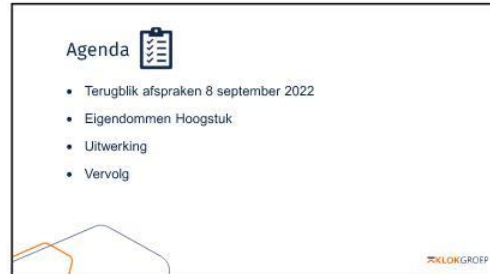 Agenda
• Terugblik afspraken 8 september 2022
• Eigendommen Hoogstuk
• Uitwerking
• Vervolg
KLOKGROEP